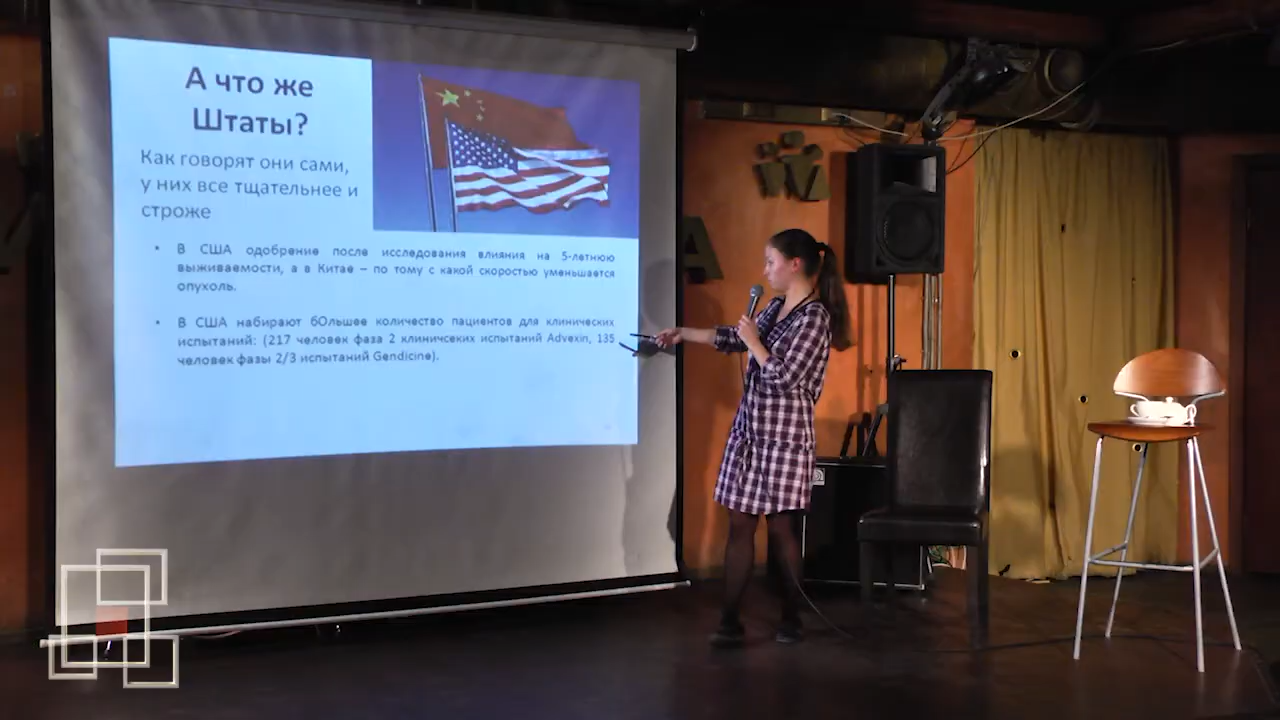 А что же
Штаты?
Как говорят они сами,
у них все тщательнее и
строже
• В США одобрение после исследования влияния на 5-летнюю
выживаемости, а в Китае – по тому с какой скоростью уменьшается
опухоль.
• В США набирают бОльшее количество пациентов для клинических
испытаний: (217 человек фаза 2 клиничсеких испытаний Advexin, 135
человек фазы 2/3 испытаний Gendicine).